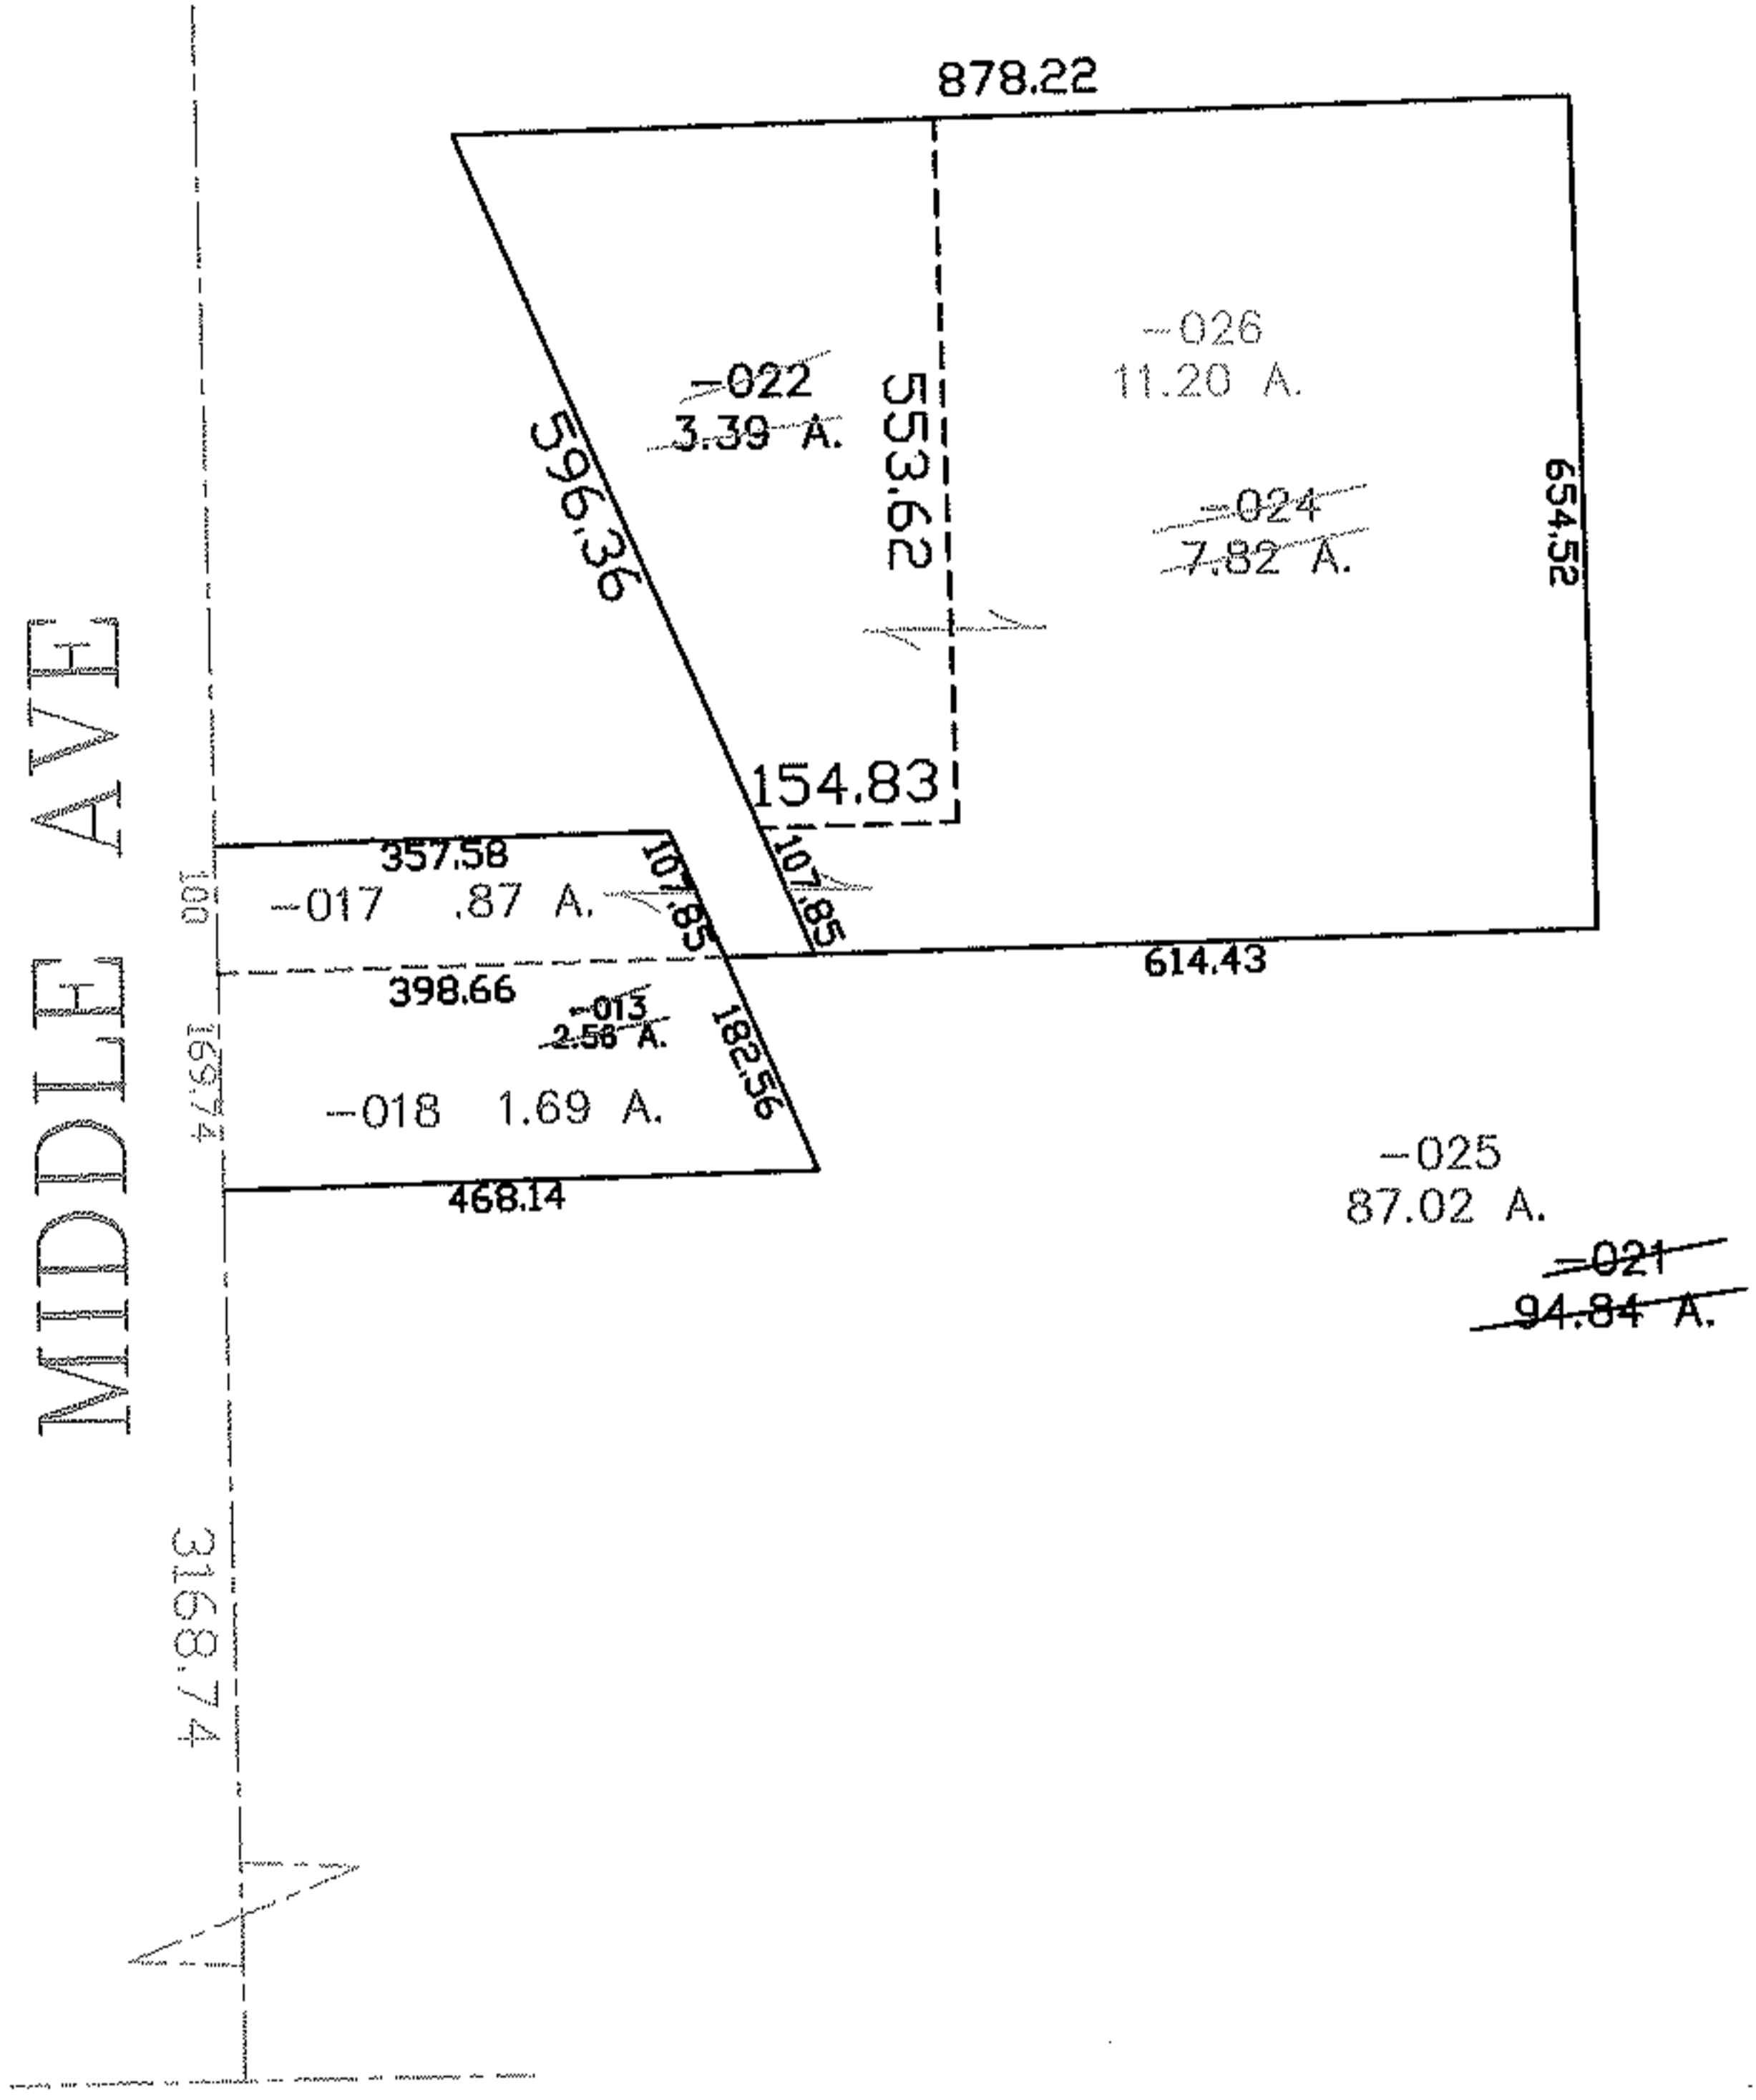 878.22
-026
11.20 A.
-022
3.39 A.
553.62
596.36
-024
7.82 A.
654.52
MIDDLE AVE
154.83
357.58
107.85
107.85
100
-017 .87 A.
614.43
398.66
-013
2.56 A.
182.56
169.74
-018 1.69 A.
468.14
-025
87.02 A.
-021
94.84 A.
3168.74